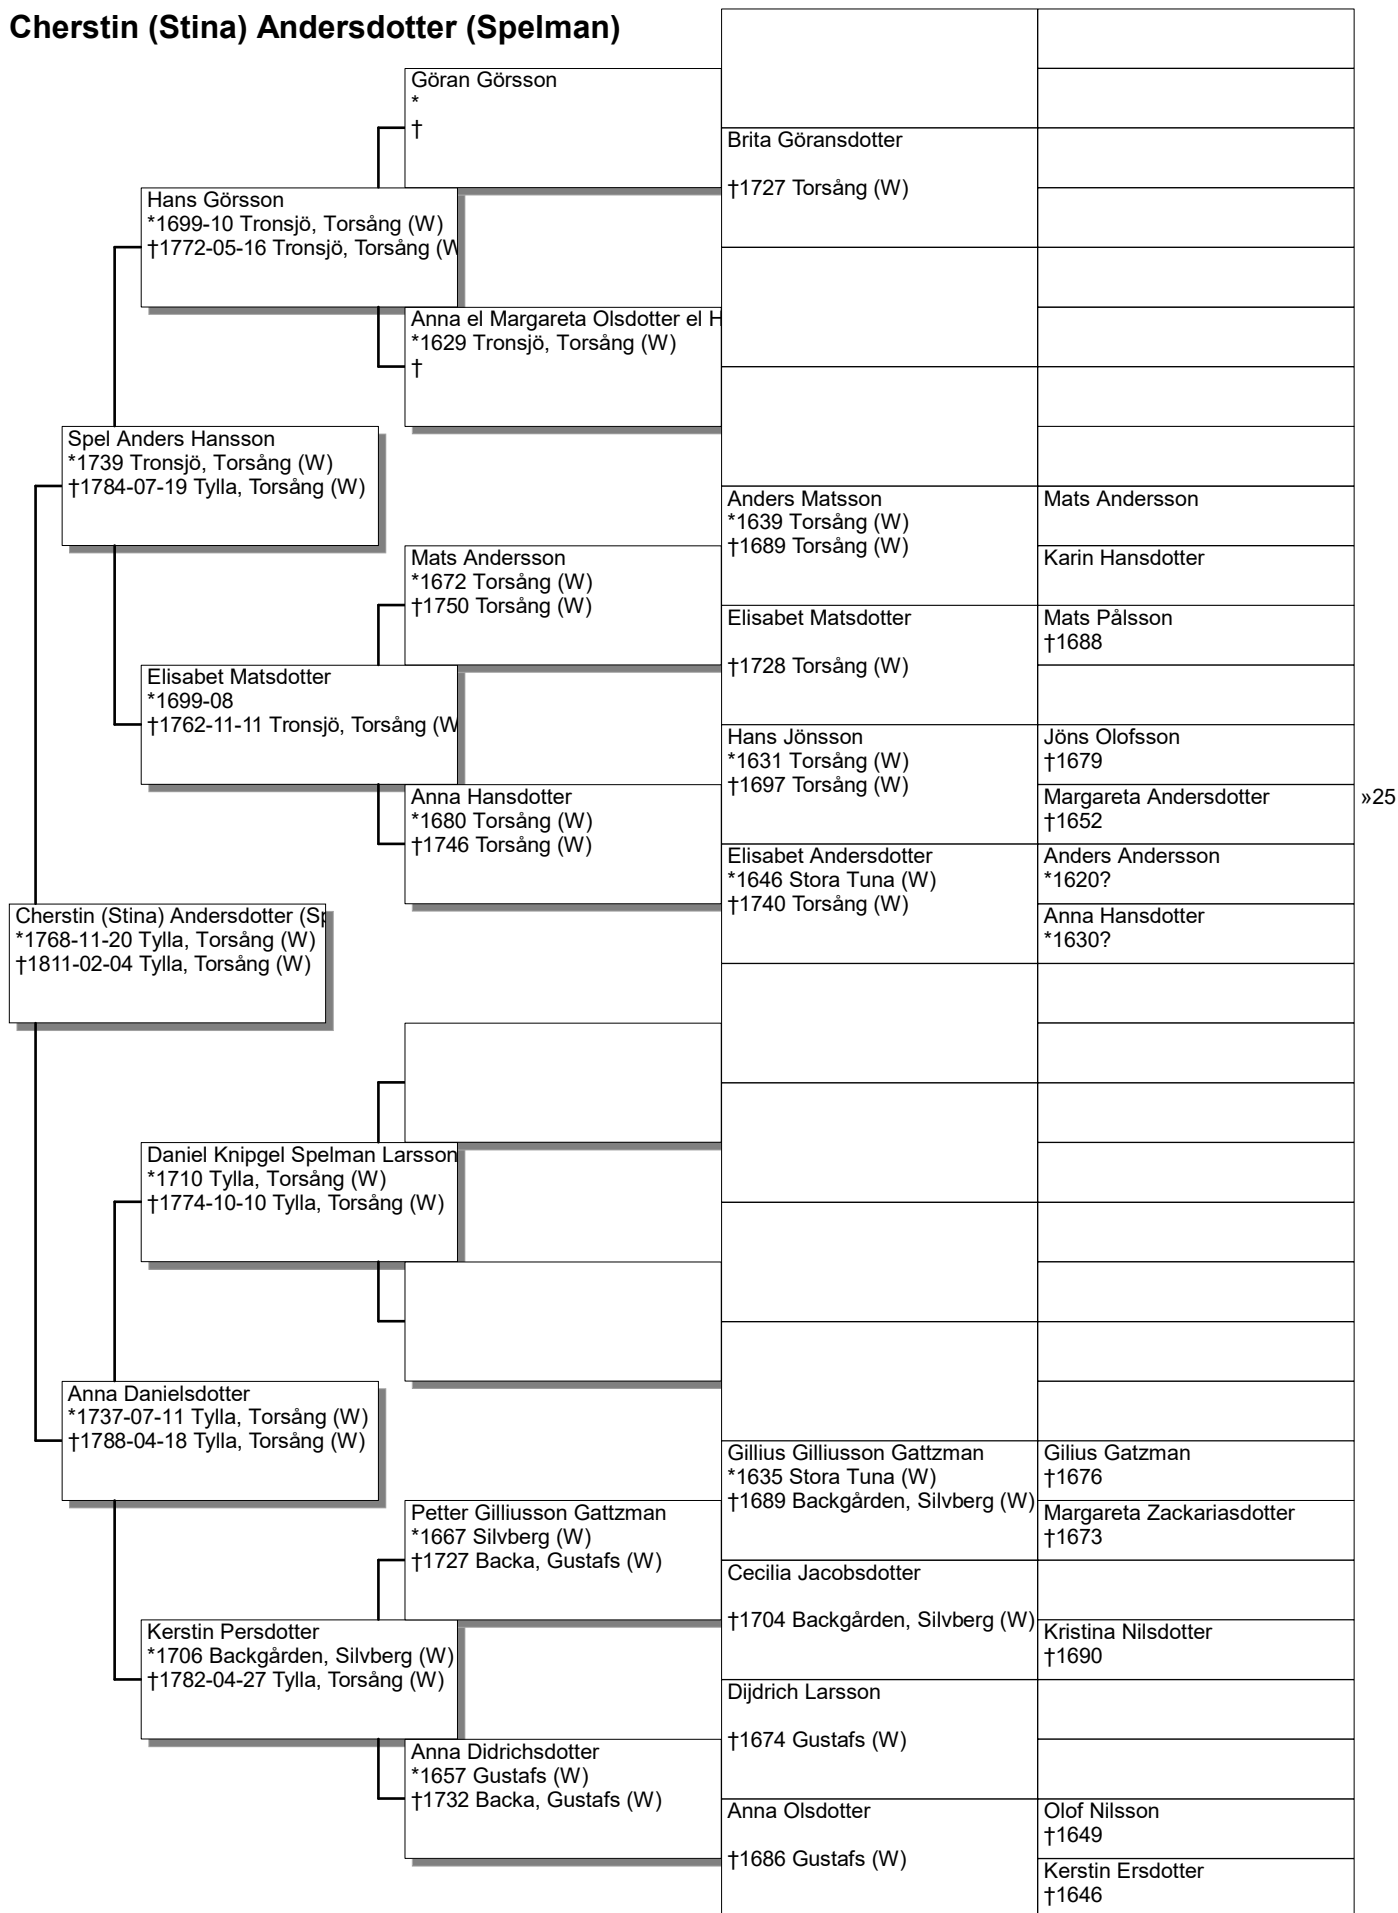 Cherstin (Stina) Andersdotter (Spelman)
Göran Görsson
*
†
Brita Göransdotter
†1727 Torsång (W)
Hans Görsson
*1699-10 Tronsjö, Torsång (W)
†1772-05-16 Tronsjö, Torsång (W
Anna el Margareta Olsdotter el H
*1629 Tronsjö, Torsång (W)
†
Spel Anders Hansson
*1739 Tronsjö, Torsång (W)
†1784-07-19 Tylla, Torsång (W)
Anders Matsson
*1639 Torsång (W)
†1689 Torsång (W)
Mats Andersson
Karin Hansdotter
Mats Andersson
*1672 Torsång (W)
†1750 Torsång (W)
Elisabet Matsdotter
†1728 Torsång (W)
Mats Pålsson
†1688
Elisabet Matsdotter
*1699-08
†1762-11-11 Tronsjö, Torsång (W
Hans Jönsson
*1631 Torsång (W)
†1697 Torsång (W)
Jöns Olofsson
†1679
Margareta Andersdotter
†1652
»25
Anna Hansdotter
*1680 Torsång (W)
†1746 Torsång (W)
Elisabet Andersdotter
*1646 Stora Tuna (W)
†1740 Torsång (W)
Anders Andersson
*1620?
Anna Hansdotter
*1630?
Cherstin (Stina) Andersdotter (Sp
*1768-11-20 Tylla, Torsång (W)
†1811-02-04 Tylla, Torsång (W)
Daniel Knipgel Spelman Larsson
*1710 Tylla, Torsång (W)
†1774-10-10 Tylla, Torsång (W)
Anna Danielsdotter
*1737-07-11 Tylla, Torsång (W)
†1788-04-18 Tylla, Torsång (W)
Gillius Gilliusson Gattzman
*1635 Stora Tuna (W)
†1689 Backgården, Silvberg (W)
Gilius Gatzman
†1676
Margareta Zackariasdotter
†1673
Petter Gilliusson Gattzman
*1667 Silvberg (W)
†1727 Backa, Gustafs (W)
Cecilia Jacobsdotter
†1704 Backgården, Silvberg (W)
Kristina Nilsdotter
†1690
Kerstin Persdotter
*1706 Backgården, Silvberg (W)
†1782-04-27 Tylla, Torsång (W)
Dijdrich Larsson
†1674 Gustafs (W)
Anna Didrichsdotter
*1657 Gustafs (W)
†1732 Backa, Gustafs (W)
Anna Olsdotter
†1686 Gustafs (W)
Olof Nilsson
†1649
Kerstin Ersdotter
†1646